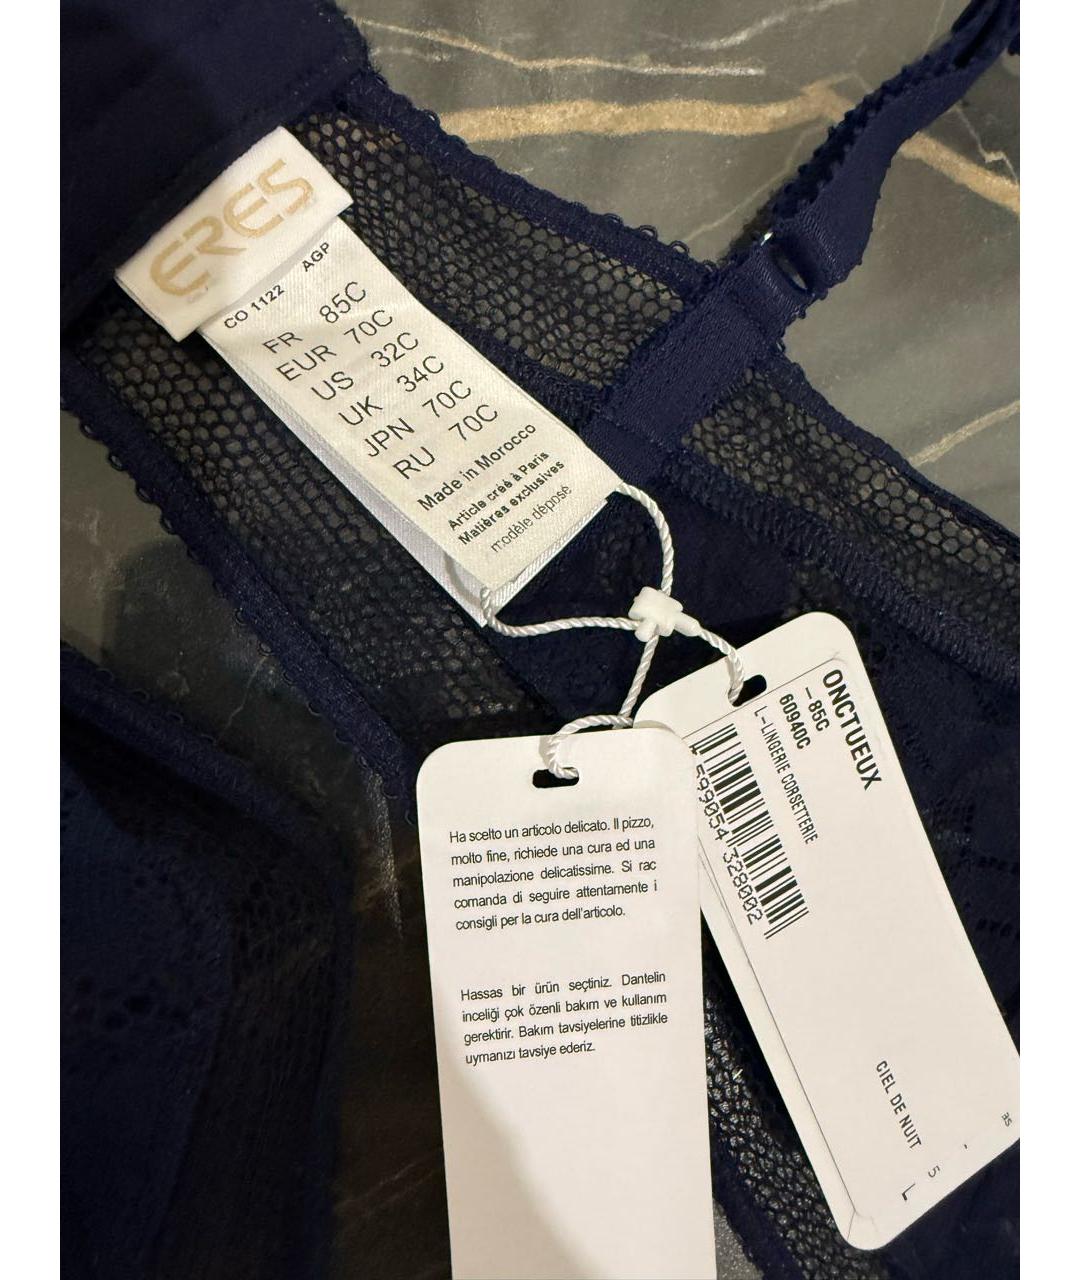 ERES
CO 1122 AGP
FR 85C
EUR 70C
US 32C
UK 34C
JPN 70C
RU 70C
Made in Morocco
Article créé à Paris
Matières exclusives
modèle déposé
ONCTUEUX
-85C
60940C
L-LINGERIE CORSETTERIE
599054 328002
CIEL DE NUIT
Ha scelto un articolo delicato. Il pizzo,
molto fine, richiede una cura ed una
manipolazione delicatissime. Si rac
comanda di seguire attentamente i
consigli per la cura dell'articolo.
Hassas bir ürün seçtiniz. Dantelin
inceliği çok özenli bakım ve kullanım
gerektirir. Bakım tavsiyelerine titizlikle
uymanızı tavsiye ederiz.